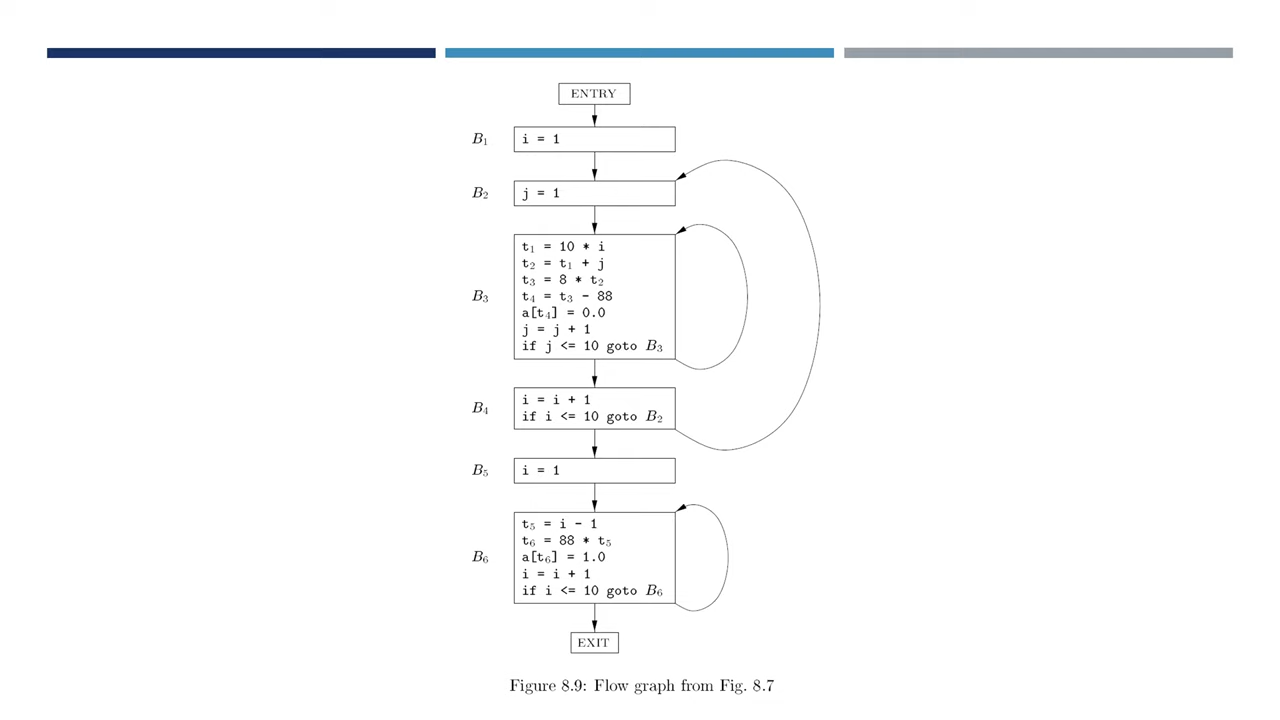 ENTRY
B₁
i = 1
B₂
j = 1
B₃
t₁ = 10 * i
t₂ = t₁ + j
t₃ = 8 * t₂
t₄ = t₃ - 88
a[t₄] = 0.0
j = j + 1
if j <= 10 goto B₃
B₄
i = i + 1
if i <= 10 goto B₂
B₅
i = 1
B₆
t₅ = i - 1
t₆ = 88 * t₅
a[t₆] = 1.0
i = i + 1
if i <= 10 goto B₆
EXIT
Figure 8.9: Flow graph from Fig. 8.7